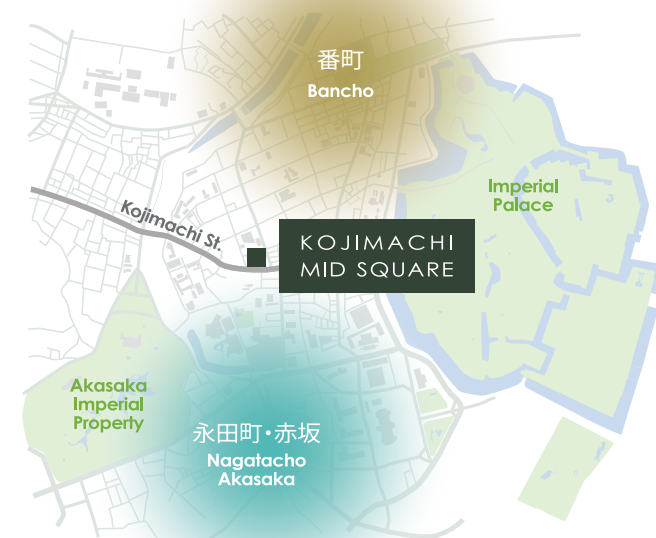 番町
Bancho
Imperial
Palace
Kojimachi St.
KOJIMACHI
MID SQUARE
Akasaka
Imperial
Property
永田町・赤坂
Nagatacho
Akasaka